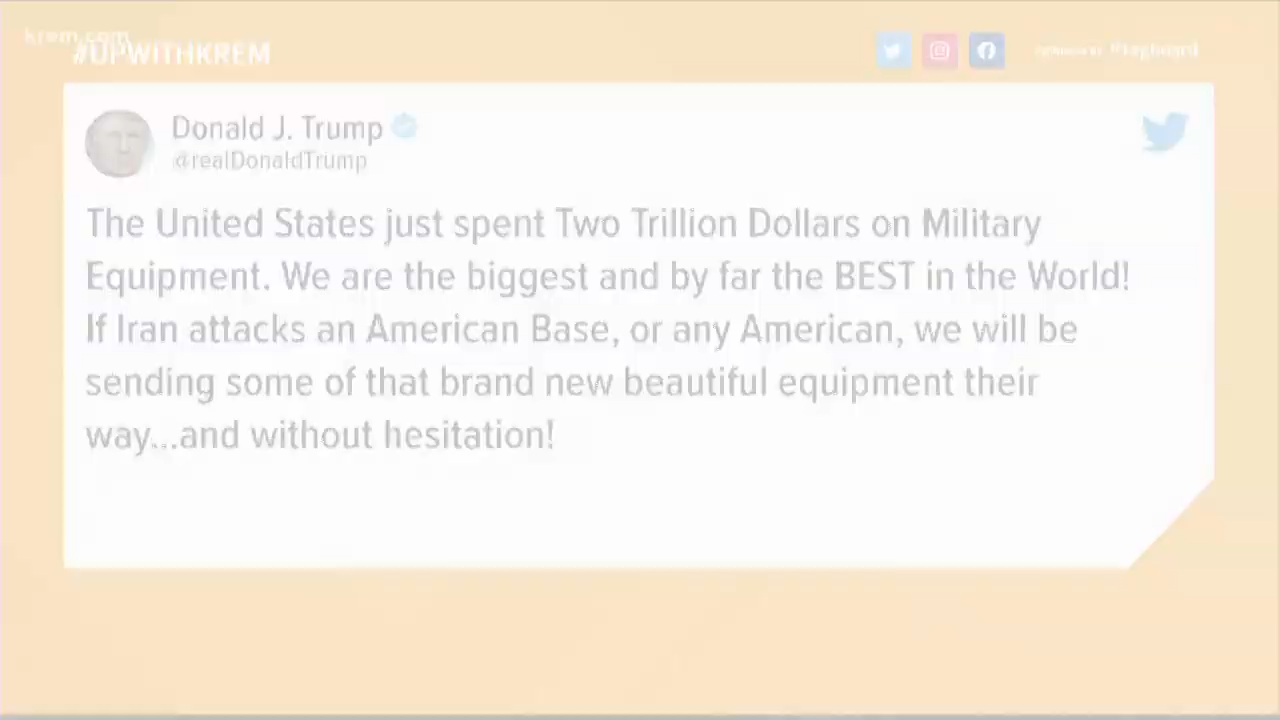 krem.com
#UPWITHKREM
Donald J. Trump
@realDonaldTrump
The United States just spent Two Trillion Dollars on Military
Equipment. We are the biggest and by far the BEST in the World!
If Iran attacks an American Base, or any American, we will be
sending some of that brand new beautiful equipment their
way...and without hesitation!